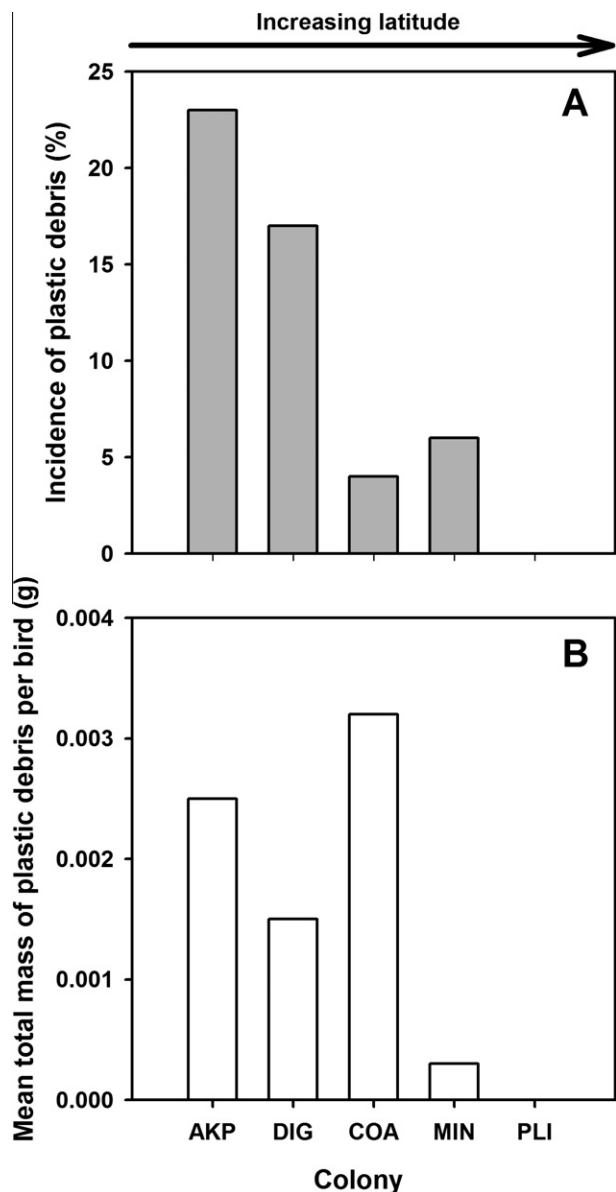 Increasing latitude
A
Incidence of plastic debris (%)
25
20
15
10
5
0
B
Mean total mass of plastic debris per bird (g)
0.004
0.003
0.002
0.001
0.000
AKP DIG COA MIN PLI
Colony